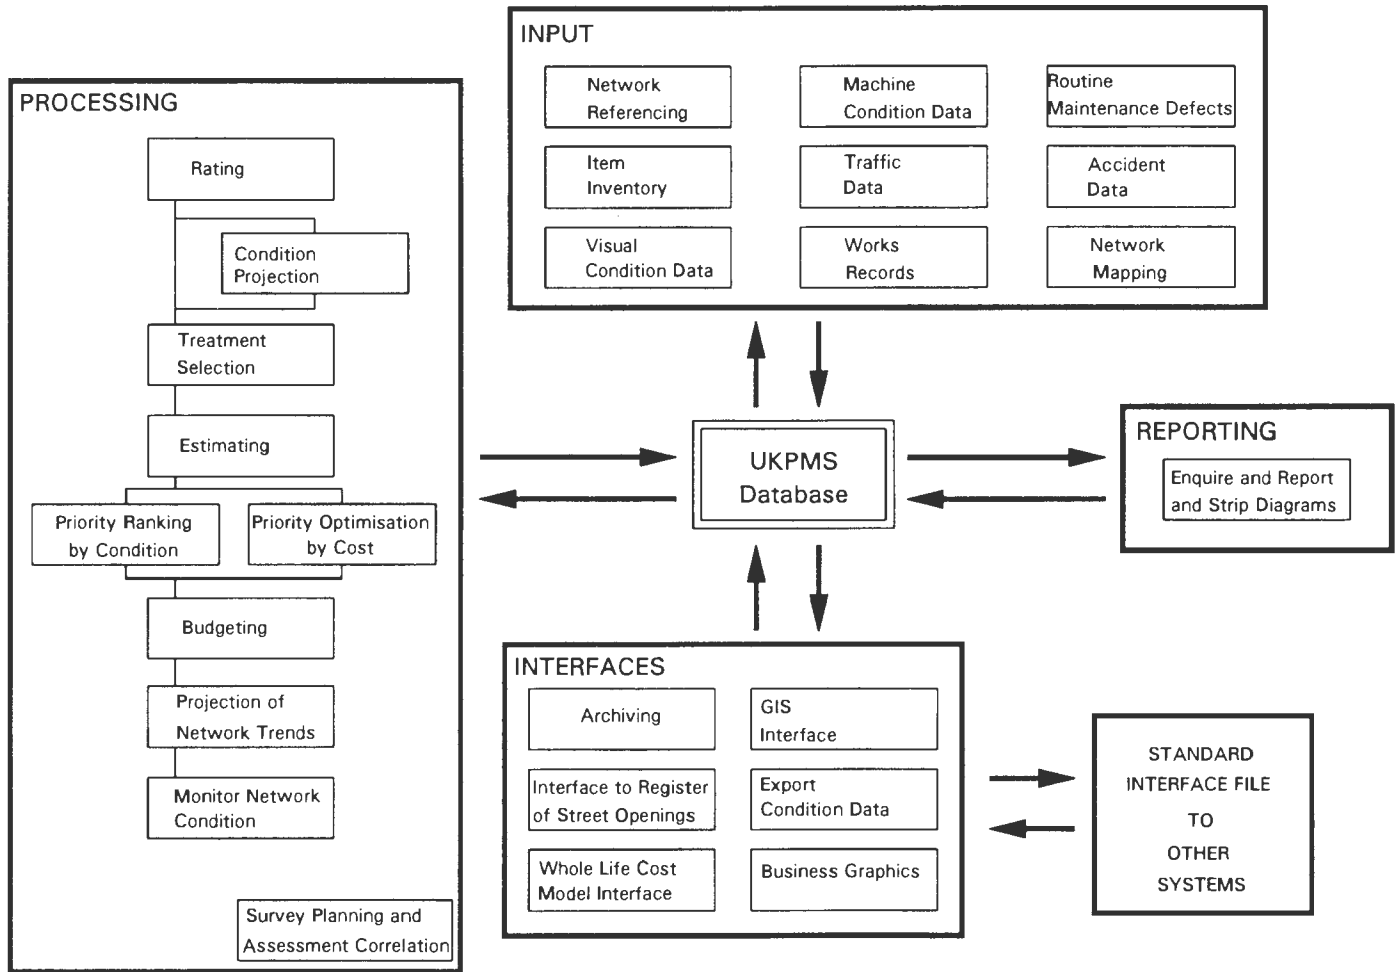 INPUT
Network
Referencing
Machine
Condition Data
Routine
Maintenance Defects
Item
Inventory
Traffic
Data
Accident
Data
Visual
Condition Data
Works
Records
Network
Mapping
PROCESSING
Rating
Condition
Projection
Treatment
Selection
Estimating
Priority Ranking
by Condition
Priority Optimisation
by Cost
Budgeting
Projection of
Network Trends
Monitor Network
Condition
Survey Planning and
Assessment Correlation
UKPMS
Database
REPORTING
Enquire and Report
and Strip Diagrams
INTERFACES
Archiving
GIS
Interface
Interface to Register
of Street Openings
Export
Condition Data
Whole Life Cost
Model Interface
Business Graphics
STANDARD
INTERFACE FILE
TO
OTHER
SYSTEMS